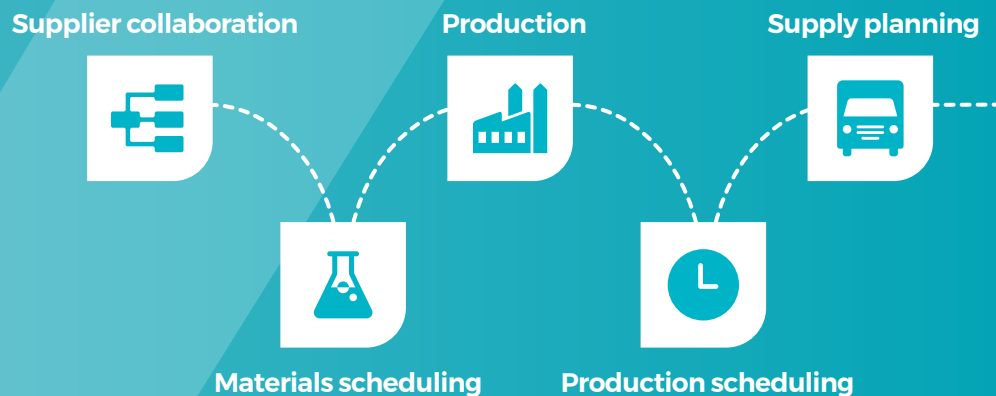 Supplier collaboration
Production
Supply planning
Materials scheduling
Production scheduling